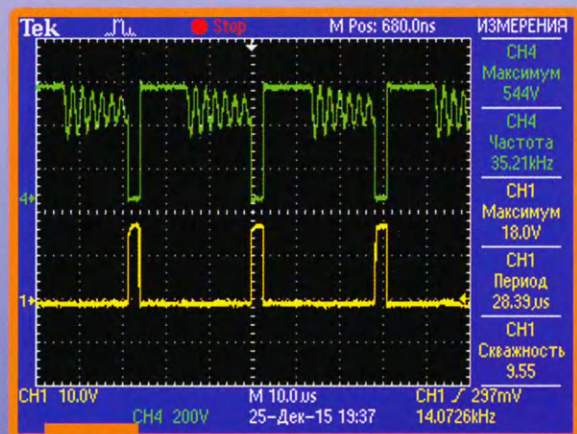 Tek Stop M Pos: 680.0ns ИЗМЕРЕНИЯ
CH4
Максимум
544V
CH4
Частота
35.21kHz
4
CH1
Максимум
18.0V
CH1
Период
28.39µs
1
CH1
Скважность
9.55
CH1 10.0V M 10.0µs CH1 297mV
CH4 200V 25-Дек-15 19:37 14.0726kHz